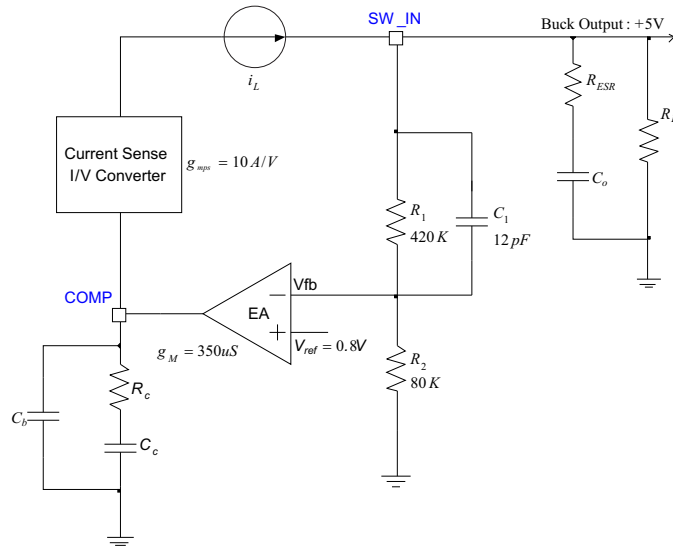 SW_IN
Buck Output : +5V
i_L
R_ESR
Current Sense
I/V Converter
g_mps = 10 A/V
R_1
420 K
C_1
12 pF
C_o
COMP
Vfb
EA
V_ref = 0.8V
g_M = 350uS
R_2
80 K
R_c
C_b
C_c